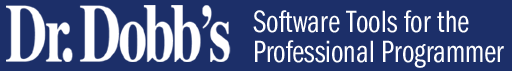 Dr. Dobb's
Software Tools for the
Professional Programmer